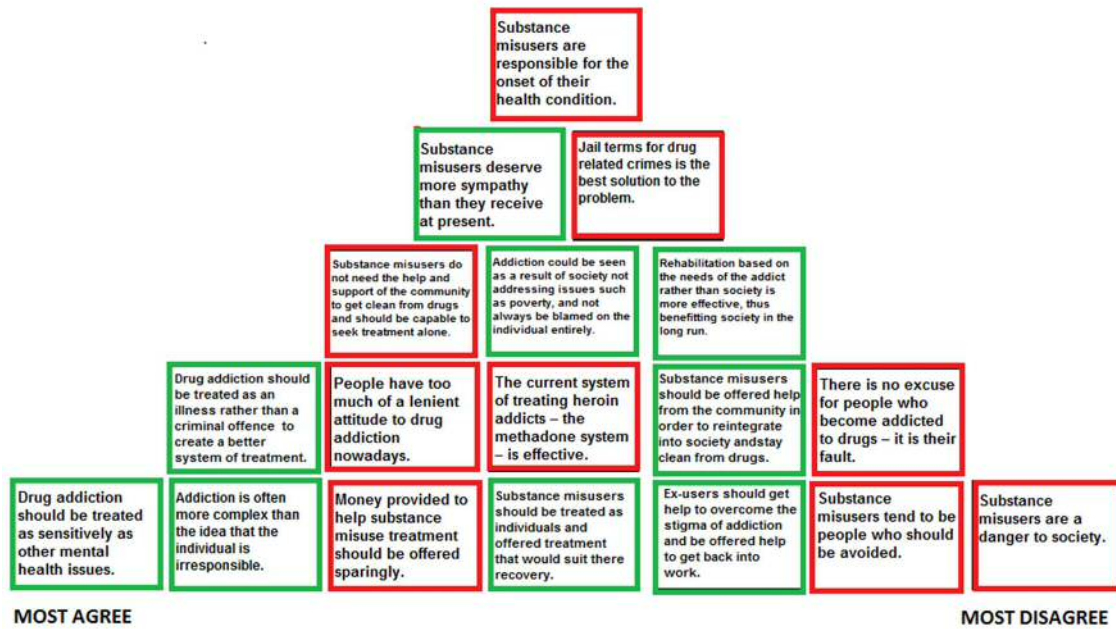 Substance
misusers are
responsible for the
onset of their
health condition.
Substance
misusers deserve
more sympathy
than they receive
at present.
Jail terms for drug
related crimes is the
best solution to the
problem.
Substance misusers do
not need the help and
support of the community
to get clean from drugs
and should be capable to
seek treatment alone.
Addiction could be seen
as a result of society not
addressing issues such
as poverty, and not
always be blamed on the
individual entirely.
Rehabilitation based on
the needs of the addict
rather than society is
more effective, thus
benefitting society in the
long run.
Drug addiction should
be treated as an
illness rather than a
criminal offence to
create a better
system of treatment.
People have too
much of a lenient
attitude to drug
addiction
nowadays.
The current system
of treating heroin
addicts – the
methadone system
– is effective.
Substance misusers
should be offered help
from the community in
order to reintegrate
into society andstay
clean from drugs.
There is no excuse
for people who
become addicted
to drugs – it is their
fault.
Drug addiction
should be treated
as sensitively as
other mental
health issues.
Addiction is often
more complex than
the idea that the
individual is
irresponsible.
Money provided to
help substance
misuse treatment
should be offered
sparingly.
Substance misusers
should be treated as
individuals and
offered treatment
that would suit there
recovery.
Ex-users should get
help to overcome the
stigma of addiction
and be offered help
to get back into
work.
Substance
misusers tend to be
people who should
be avoided.
Substance
misusers are a
danger to society.
MOST AGREE
MOST DISAGREE